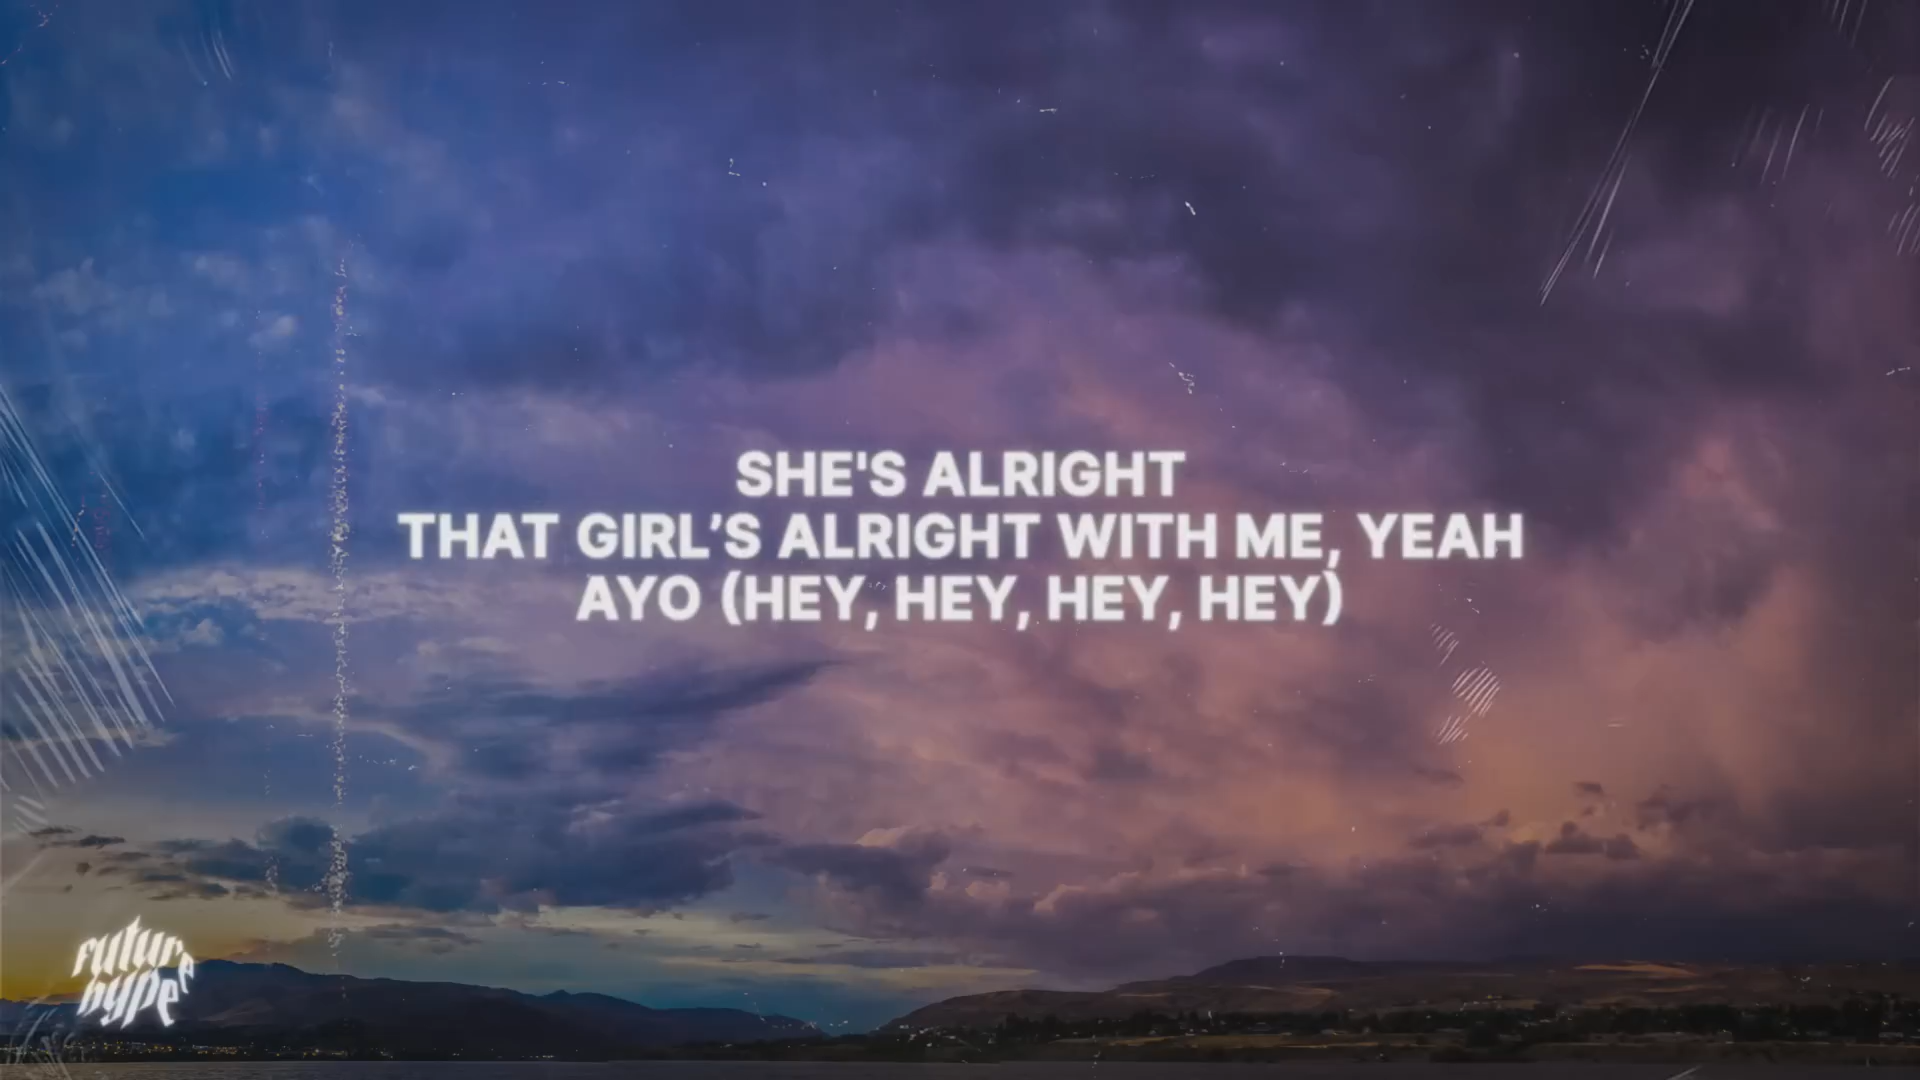 SHE'S ALRIGHT
THAT GIRL’S ALRIGHT WITH ME, YEAH
AYO (HEY, HEY, HEY, HEY)
future
hype